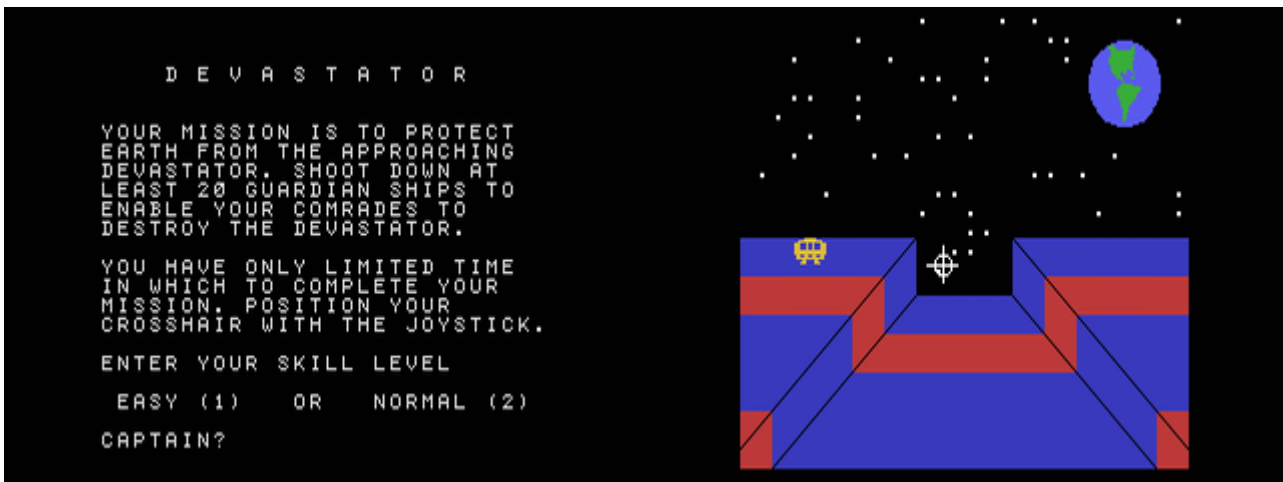 D E V A S T A T O R
YOUR MISSION IS TO PROTECT
EARTH FROM THE APPROACHING
DEVASTATOR. SHOOT DOWN AT
LEAST 20 GUARDIAN SHIPS TO
ENABLE YOUR COMRADES TO
DESTROY THE DEVASTATOR.
YOU HAVE ONLY LIMITED TIME
IN WHICH TO COMPLETE YOUR
MISSION. POSITION YOUR
CROSSHAIR WITH THE JOYSTICK.
ENTER YOUR SKILL LEVEL
EASY (1) OR NORMAL (2)
CAPTAIN?